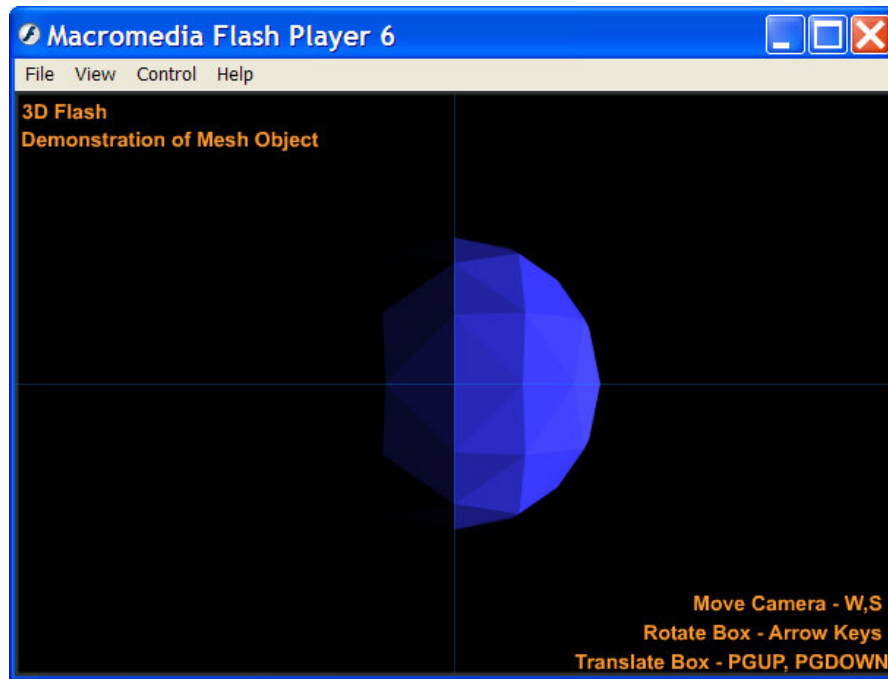 Macromedia Flash Player 6
File View Control Help
3D Flash
Demonstration of Mesh Object
Move Camera - W,S
Rotate Box - Arrow Keys
Translate Box - PGUP, PGDOWN